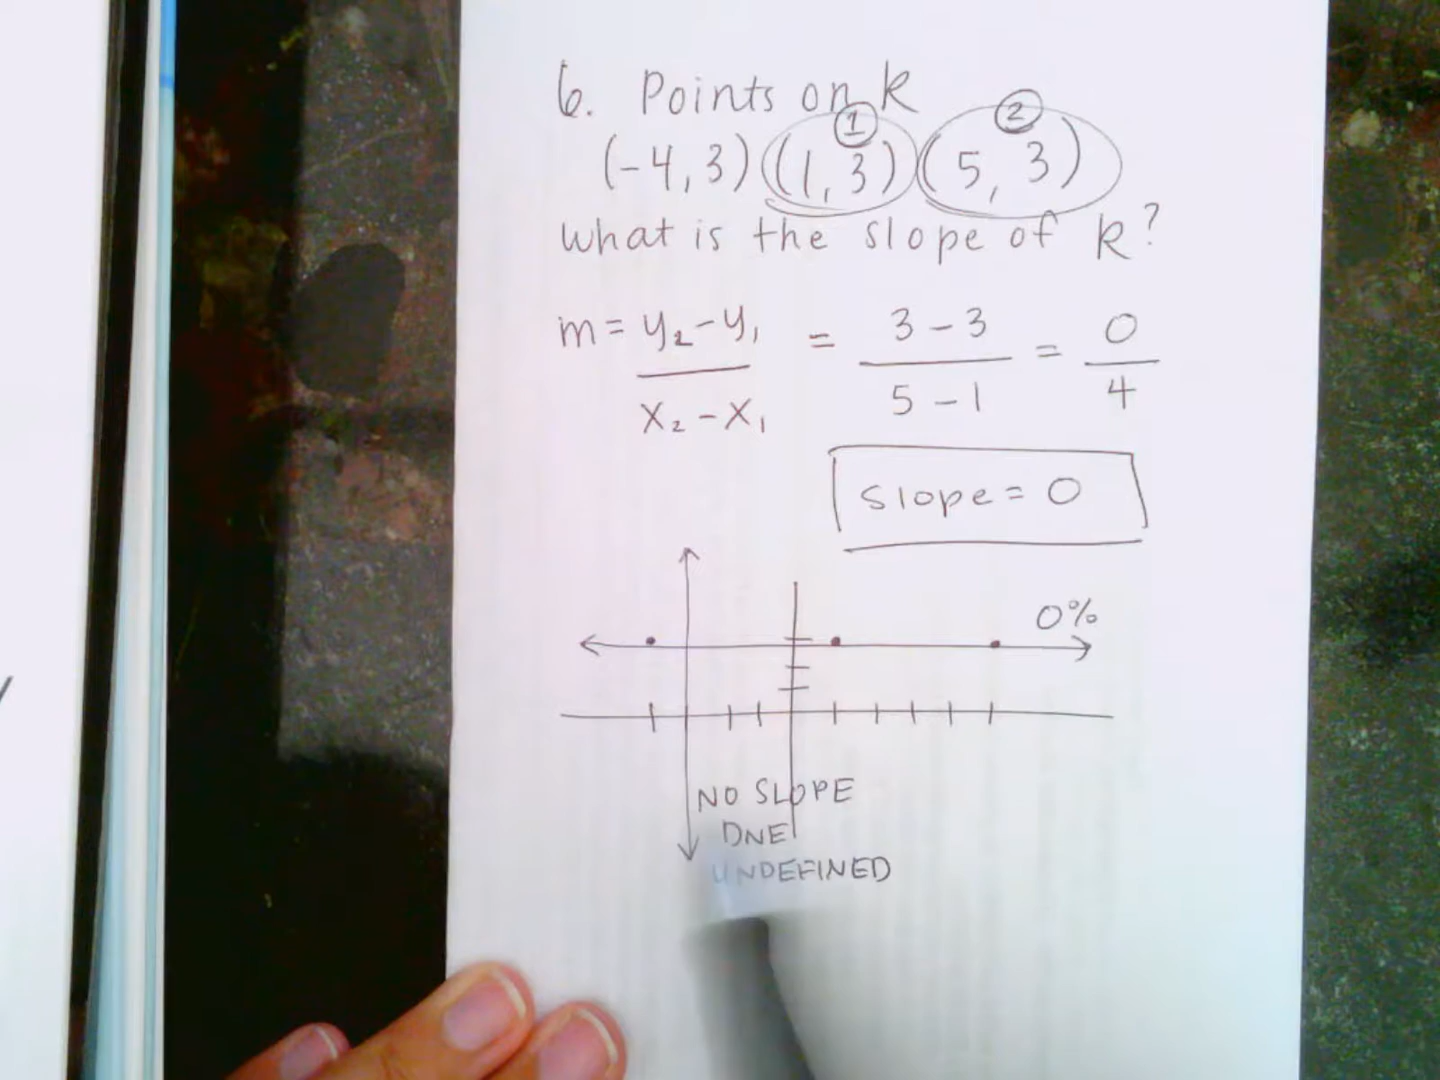 6. Points on k
① ②
(-4,3) (1,3) (5,3)
What is the slope of k?
m = y₂-y₁ / x₂-x₁ = 3-3 / 5-1 = 0/4
Slope = 0
0%
NO SLOPE
DNE
UNDEFINED